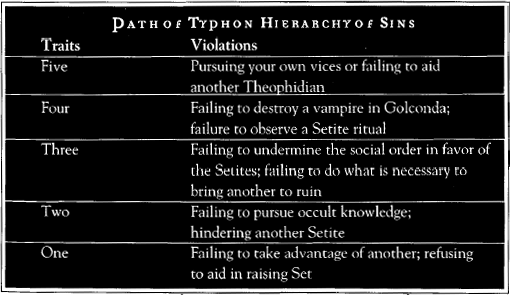 PATH OF TYPHON HIERARCHY OF SINS
Traits Violations
Five Pursuing your own vices or failing to aid
another Theophidian
Four Failing to destroy a vampire in Golconda;
failure to observe a Setite ritual
Three Failing to undermine the social order in favor of
the Setites; failing to do what is necessary to
bring another to ruin
Two Failing to pursue occult knowledge;
hindering another Setite
One Failing to take advantage of another; refusing
to aid in raising Set